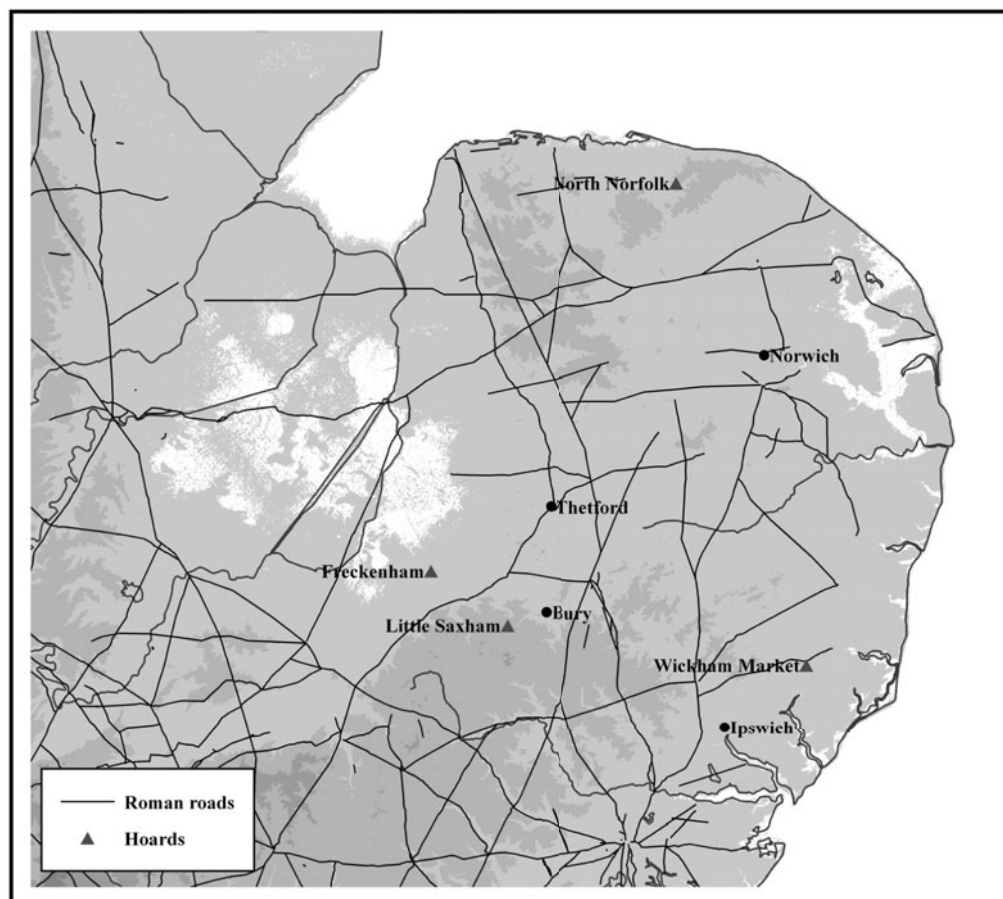 North Norfolk
Norwich
Thetford
Freckenham
Bury
Little Saxham
Wickham Market
Ipswich
Roman roads
Hoards